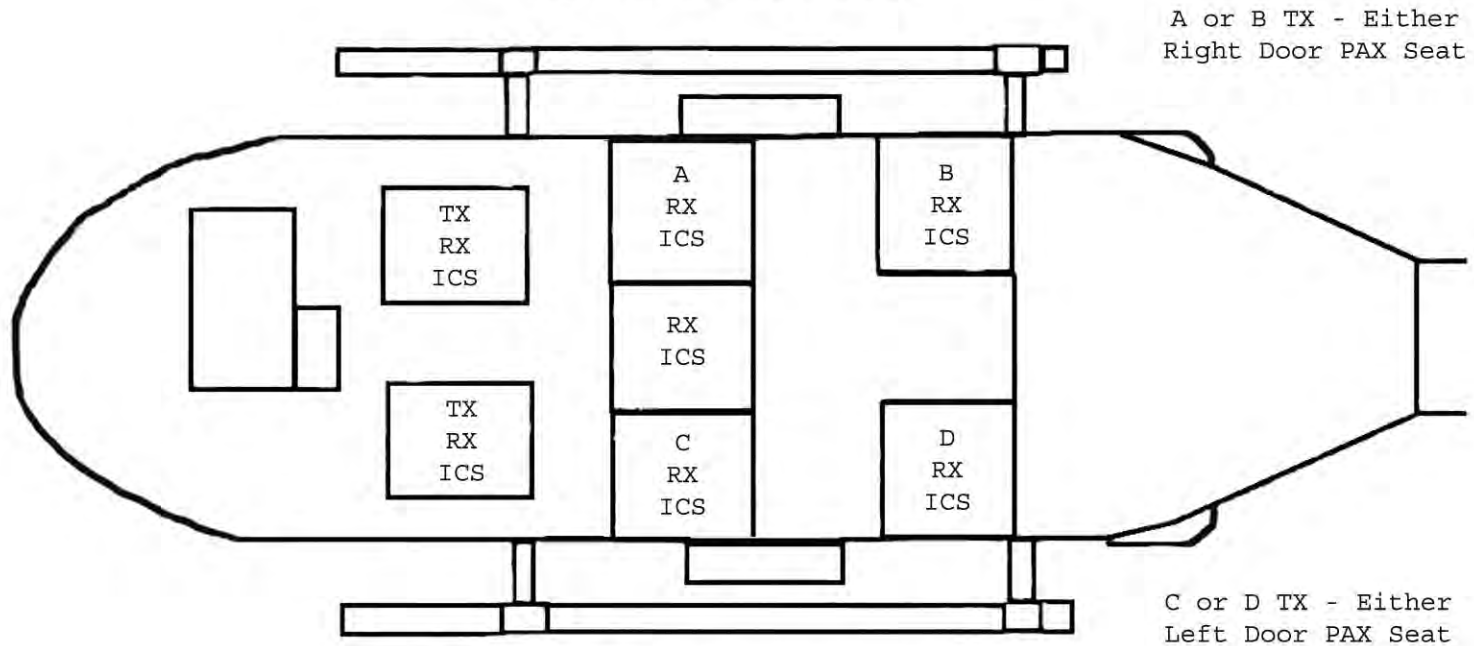 A or B TX - Either
Right Door PAX Seat
TX
RX
ICS
A
RX
ICS
B
RX
ICS
RX
ICS
TX
RX
ICS
C
RX
ICS
D
RX
ICS
C or D TX - Either
Left Door PAX Seat